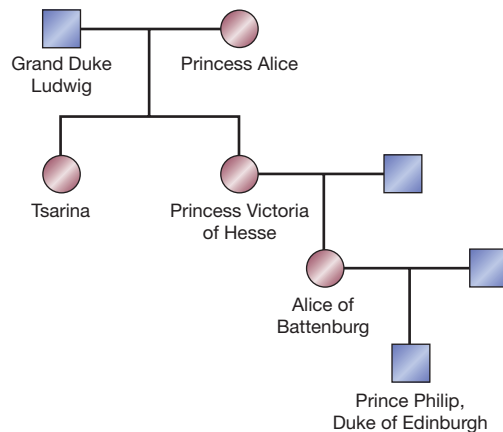 Grand Duke
Ludwig
Princess Alice
Tsarina
Princess Victoria
of Hesse
Alice of
Battenburg
Prince Philip,
Duke of Edinburgh